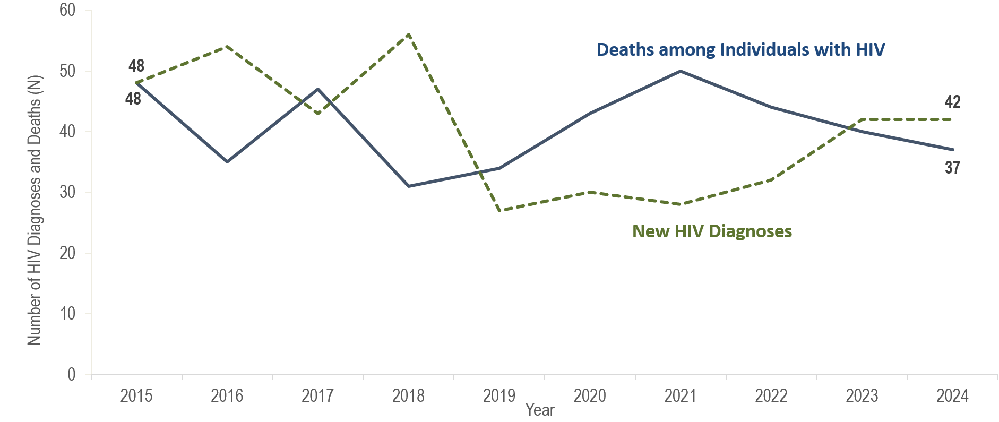 Number of HIV Diagnoses and Deaths (N)
60
50
40
30
20
10
0
48
48
Deaths among Individuals with HIV
42
37
New HIV Diagnoses
2015 2016 2017 2018 2019 2020 2021 2022 2023 2024
Year